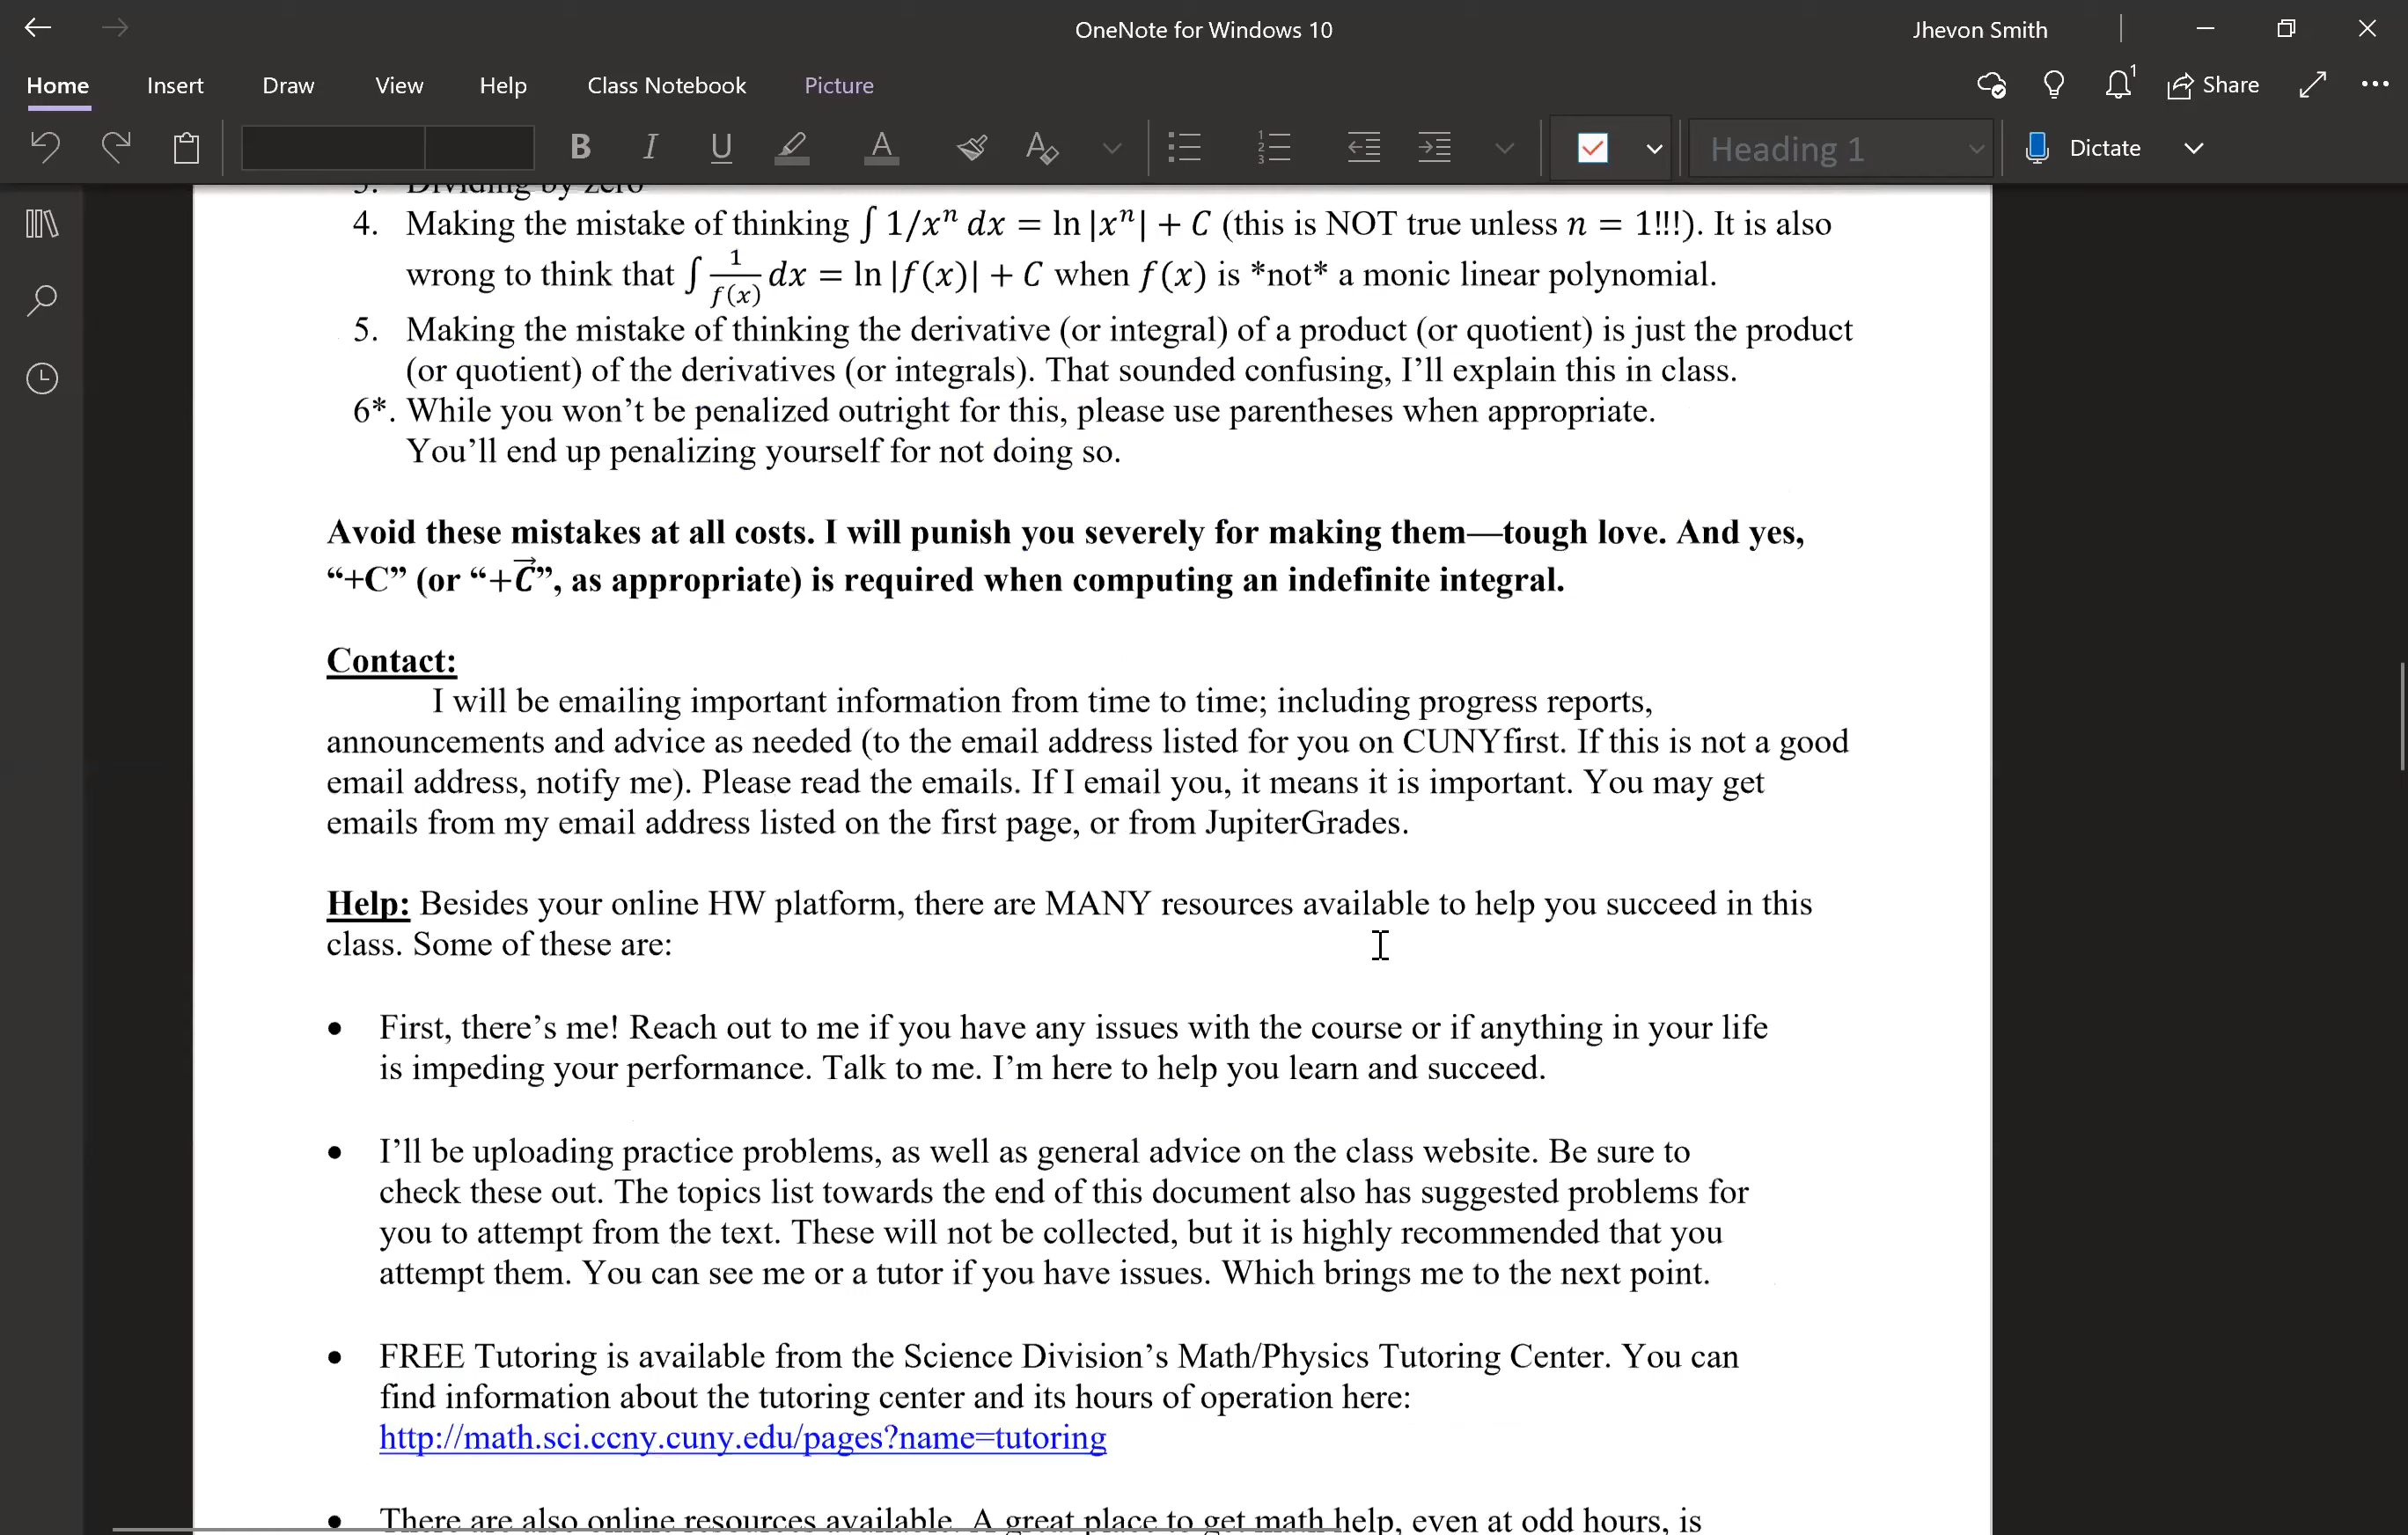 OneNote for Windows 10
Jhevon Smith
Home Insert Draw View Help Class Notebook Picture
1
Share
B I U A A
Heading 1
Dictate
3. Dividing by zero
4. Making the mistake of thinking ∫ 1/xⁿ dx = ln |xⁿ| + C (this is NOT true unless n = 1!!!). It is also
wrong to think that ∫ 1/f(x) dx = ln |f(x)| + C when f(x) is *not* a monic linear polynomial.
5. Making the mistake of thinking the derivative (or integral) of a product (or quotient) is just the product
(or quotient) of the derivatives (or integrals). That sounded confusing, I’ll explain this in class.
6*. While you won’t be penalized outright for this, please use parentheses when appropriate.
You’ll end up penalizing yourself for not doing so.
Avoid these mistakes at all costs. I will punish you severely for making them—tough love. And yes,
“+C” (or “+C⃗”, as appropriate) is required when computing an indefinite integral.
Contact:
I will be emailing important information from time to time; including progress reports,
announcements and advice as needed (to the email address listed for you on CUNYfirst. If this is not a good
email address, notify me). Please read the emails. If I email you, it means it is important. You may get
emails from my email address listed on the first page, or from JupiterGrades.
Help: Besides your online HW platform, there are MANY resources available to help you succeed in this
class. Some of these are:
• First, there’s me! Reach out to me if you have any issues with the course or if anything in your life
is impeding your performance. Talk to me. I’m here to help you learn and succeed.
• I’ll be uploading practice problems, as well as general advice on the class website. Be sure to
check these out. The topics list towards the end of this document also has suggested problems for
you to attempt from the text. These will not be collected, but it is highly recommended that you
attempt them. You can see me or a tutor if you have issues. Which brings me to the next point.
• FREE Tutoring is available from the Science Division’s Math/Physics Tutoring Center. You can
find information about the tutoring center and its hours of operation here:
http://math.sci.ccny.cuny.edu/pages?name=tutoring
• There are also online resources available. A great place to get math help, even at odd hours, is